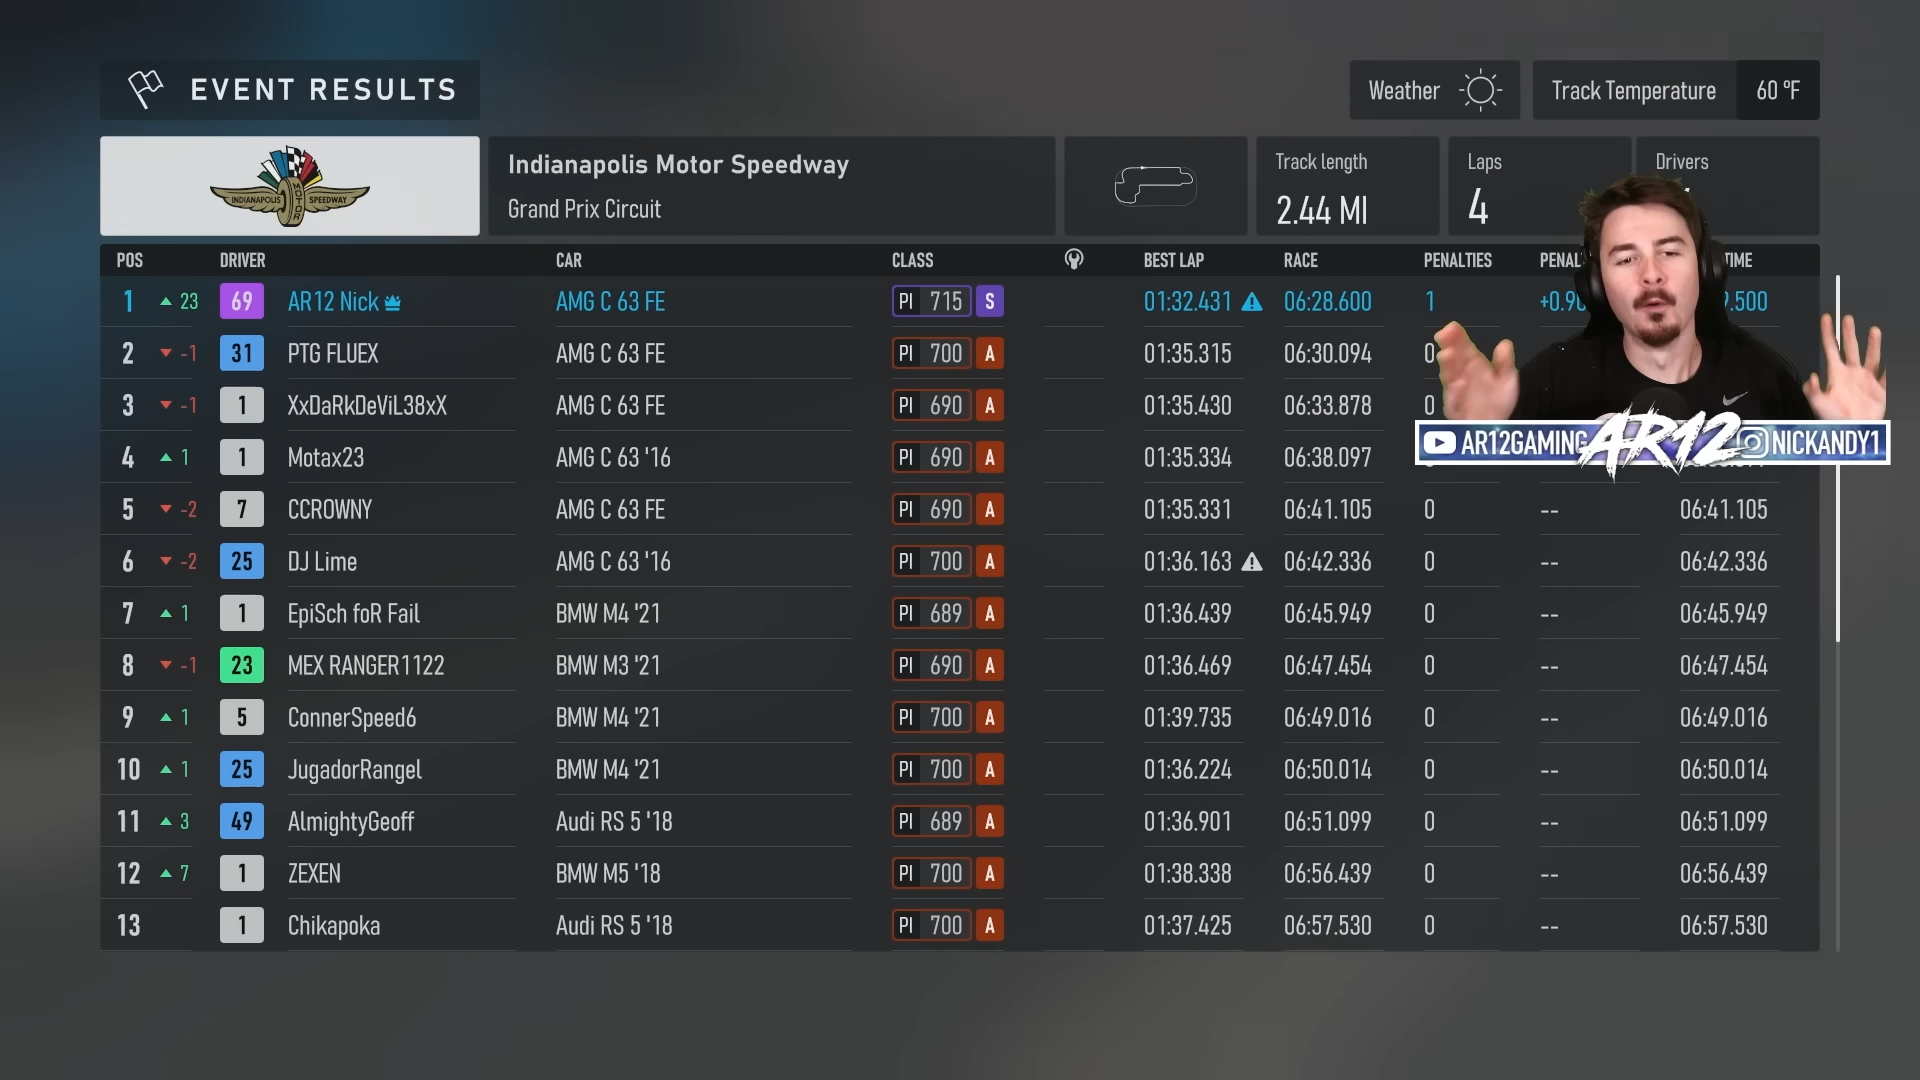 EVENT RESULTS
Weather
Track Temperature 60 °F
INDIANAPOLIS MOTOR SPEEDWAY
Indianapolis Motor Speedway
Grand Prix Circuit
Track length
2.44 MI
Laps
4
Drivers
POS DRIVER CAR CLASS BEST LAP RACE PENALTIES
1 23 69 AR12 Nick AMG C 63 FE PI 715 S 01:32.431 06:28.600 1
2 -1 31 PTG FLUEX AMG C 63 FE PI 700 A 01:35.315 06:30.094 0
3 -1 1 XxDaRkDeViL38xX AMG C 63 FE PI 690 A 01:35.430 06:33.878 0
4 1 1 Motax23 AMG C 63 '16 PI 690 A 01:35.334 06:38.097
AR12GAMING AR12 NICKANDY1
5 -2 7 CCROWNY AMG C 63 FE PI 690 A 01:35.331 06:41.105 0 -- 06:41.105
6 -2 25 DJ Lime AMG C 63 '16 PI 700 A 01:36.163 06:42.336 0 -- 06:42.336
7 1 1 EpiSch foR Fail BMW M4 '21 PI 689 A 01:36.439 06:45.949 0 -- 06:45.949
8 -1 23 MEX RANGER1122 BMW M3 '21 PI 690 A 01:36.469 06:47.454 0 -- 06:47.454
9 1 5 ConnerSpeed6 BMW M4 '21 PI 700 A 01:39.735 06:49.016 0 -- 06:49.016
10 1 25 JugadorRangel BMW M4 '21 PI 700 A 01:36.224 06:50.014 0 -- 06:50.014
11 3 49 AlmightyGeoff Audi RS 5 '18 PI 689 A 01:36.901 06:51.099 0 -- 06:51.099
12 7 1 ZEXEN BMW M5 '18 PI 700 A 01:38.338 06:56.439 0 -- 06:56.439
13 1 Chikapoka Audi RS 5 '18 PI 700 A 01:37.425 06:57.530 0 -- 06:57.530